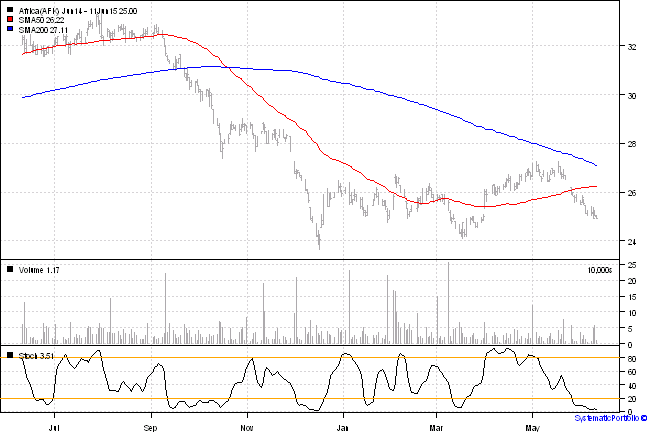 Africa(AFK) Jun14 - 11Jun15 25.00
SMA50 26.22
SMA200 27.11
32
30
28
26
24
Volume 1.17
10,000s
25
20
15
10
5
0
Stoch 3.51
80
60
40
20
0
Jul
Sep
Nov
Jan
Mar
May
SystematicPortfolio ©